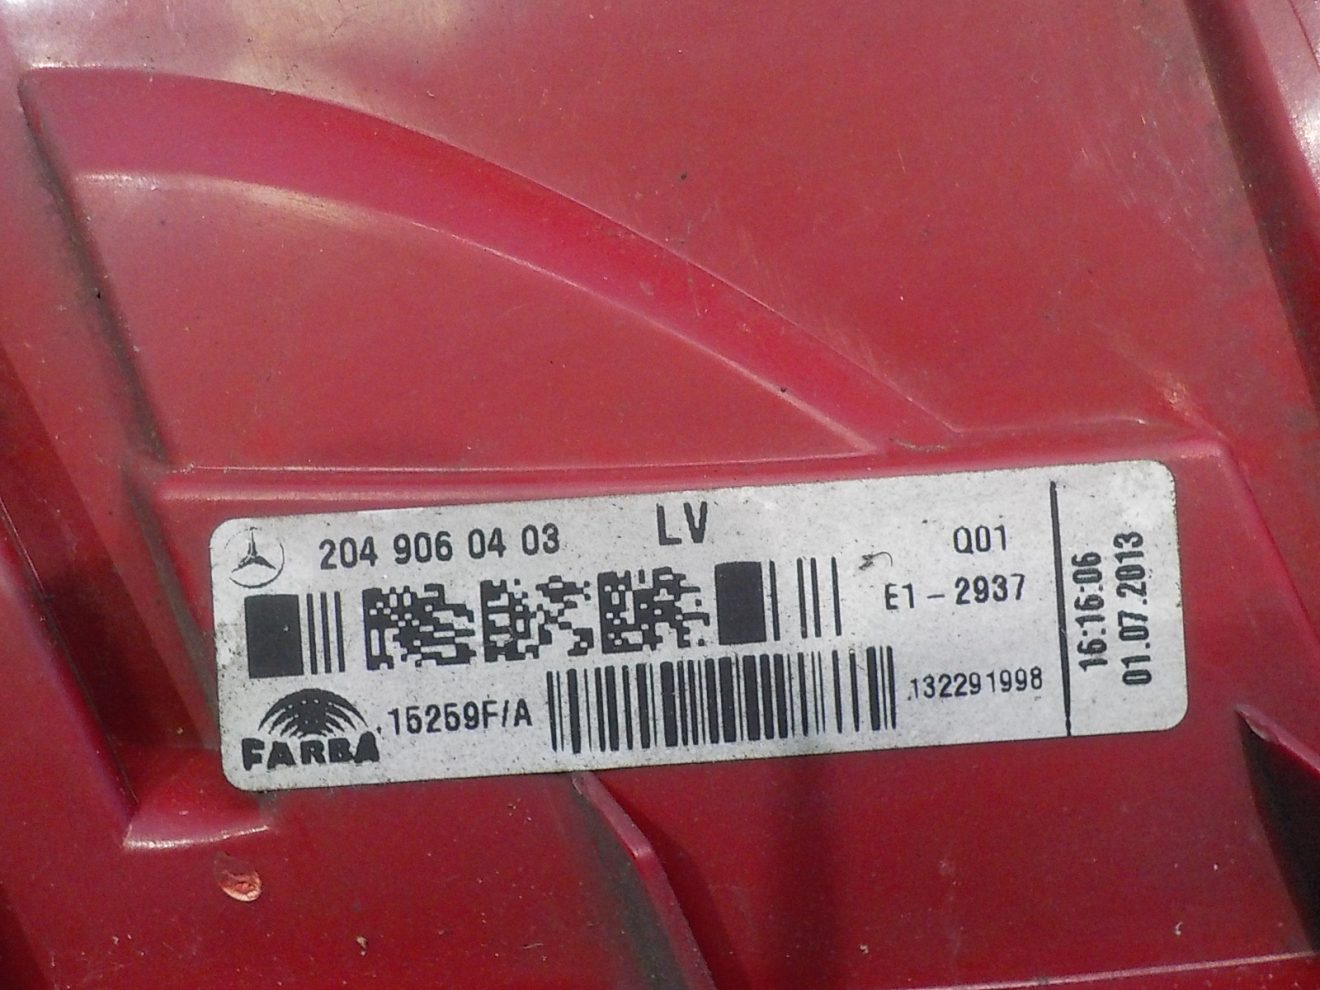 204 906 04 03 LV
Q01
E1-2937
FARBA
15259F/A
132291998
16:16:06
01.07.2013